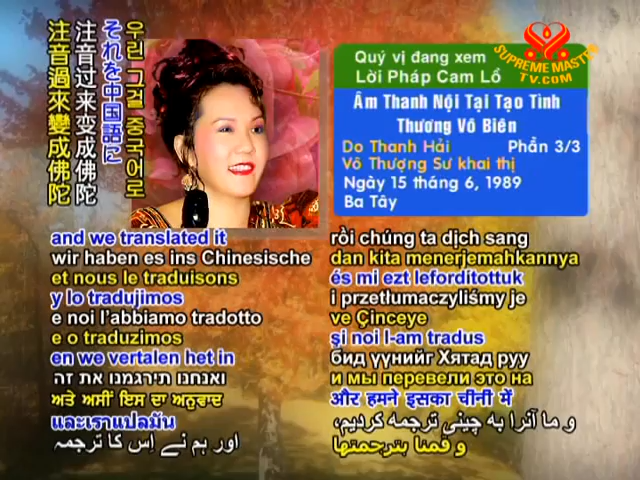 우린 그걸 중국어로
それを中国語に
注音过来变成佛陀
注音過來變成佛陀
SUPREME MASTER
TV.COM
Quý vị đang xem
Lời Pháp Cam Lồ
Âm Thanh Nội Tại Tạo Tình
Thương Vô Biên
Do Thanh Hải Phần 3/3
Vô Thượng Sư khai thị
Ngày 15 tháng 6, 1989
Ba Tây
and we translated it
wir haben es ins Chinesische
et nous le traduisons
y lo tradujimos
e noi l'abbiamo tradotto
e o traduzimos
en we vertalen het in
ואנחנו תירגמנו את זה
ਅਤੇ ਅਸੀਂ ਇਸ ਦਾ ਅਨੁਵਾਦ
และเราแปลมัน
اور ہم نے اِس کا ترجمہ
rồi chúng ta dịch sang
dan kita menerjemahkannya
és mi ezt lefordítottuk
i przetłumaczyliśmy je
ve Çinceye
şi noi l-am tradus
бид үүнийг Хятад руу
и мы перевели это на
और हमने इसका चीनी में
و ما آنرا به چینی ترجمه کردیم،
و قمنا بترجمتها